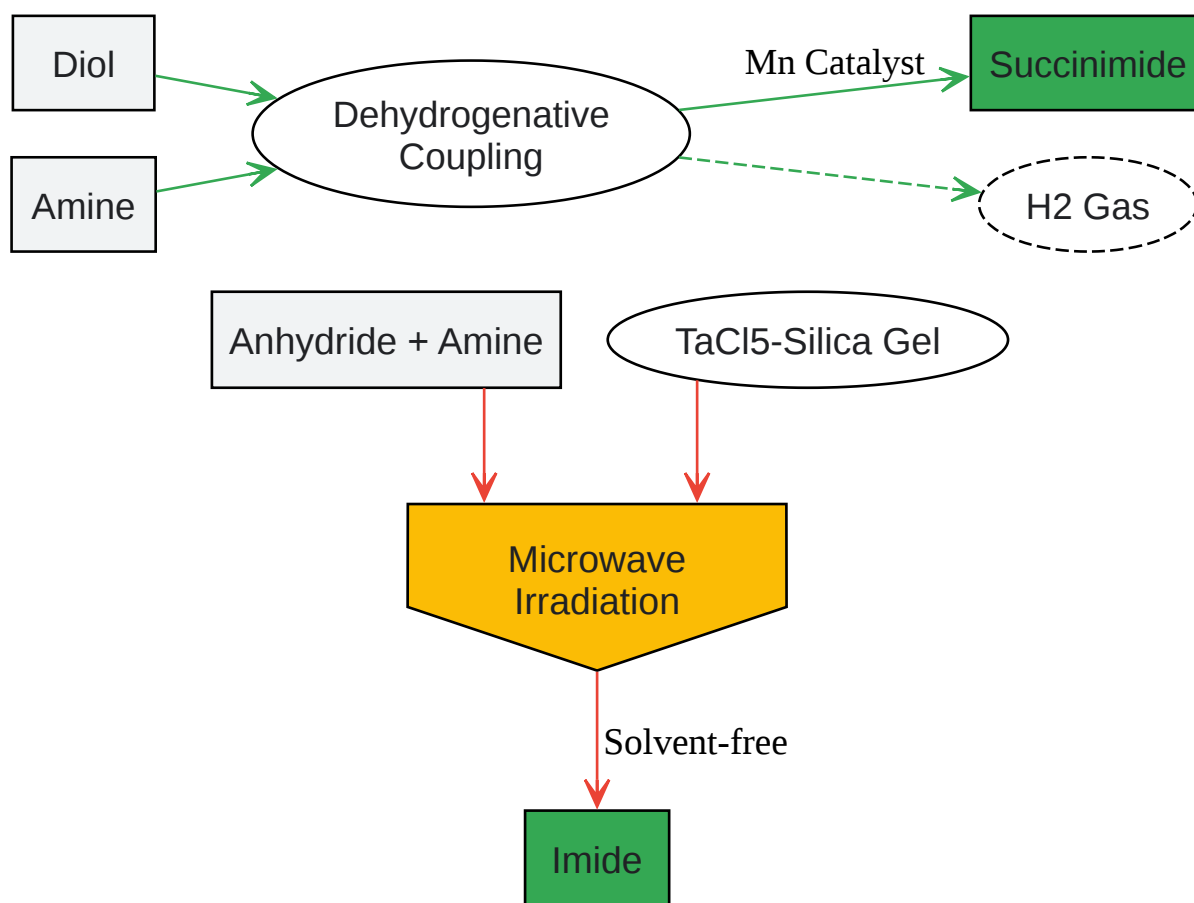 Diol
Mn Catalyst
Succinimide
Dehydrogenative
Coupling
Amine
H2 Gas
Anhydride + Amine
TaCl5-Silica Gel
Microwave
Irradiation
Solvent-free
Imide